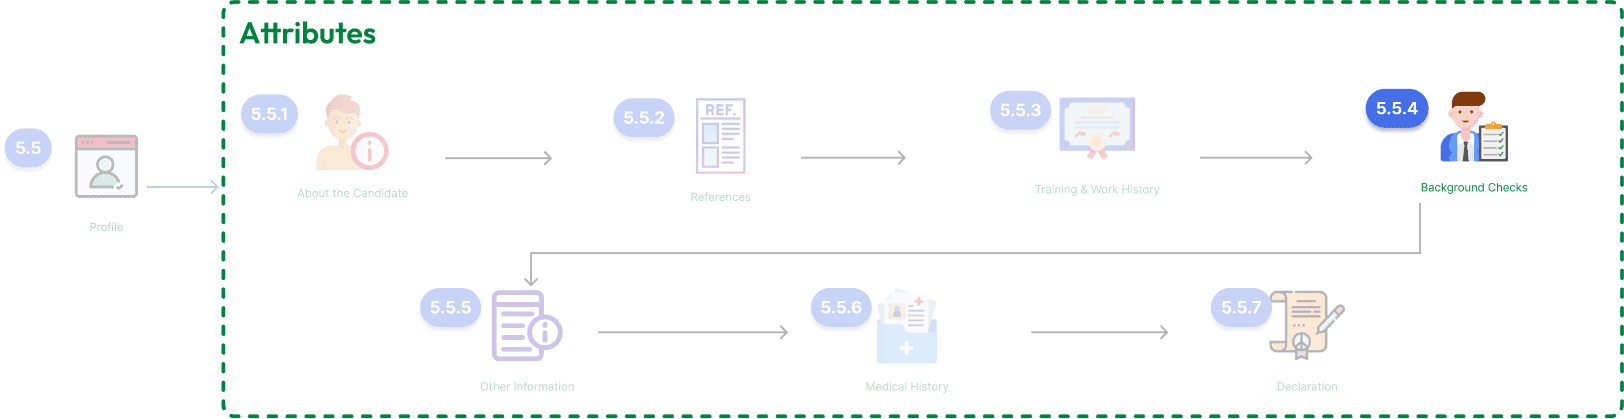 Attributes
5.5
Profile
5.5.1
About the Candidate
5.5.2
REF.
References
5.5.3
Training & Work History
5.5.4
Background Checks
5.5.5
Other Information
5.5.6
Medical History
5.5.7
Declaration